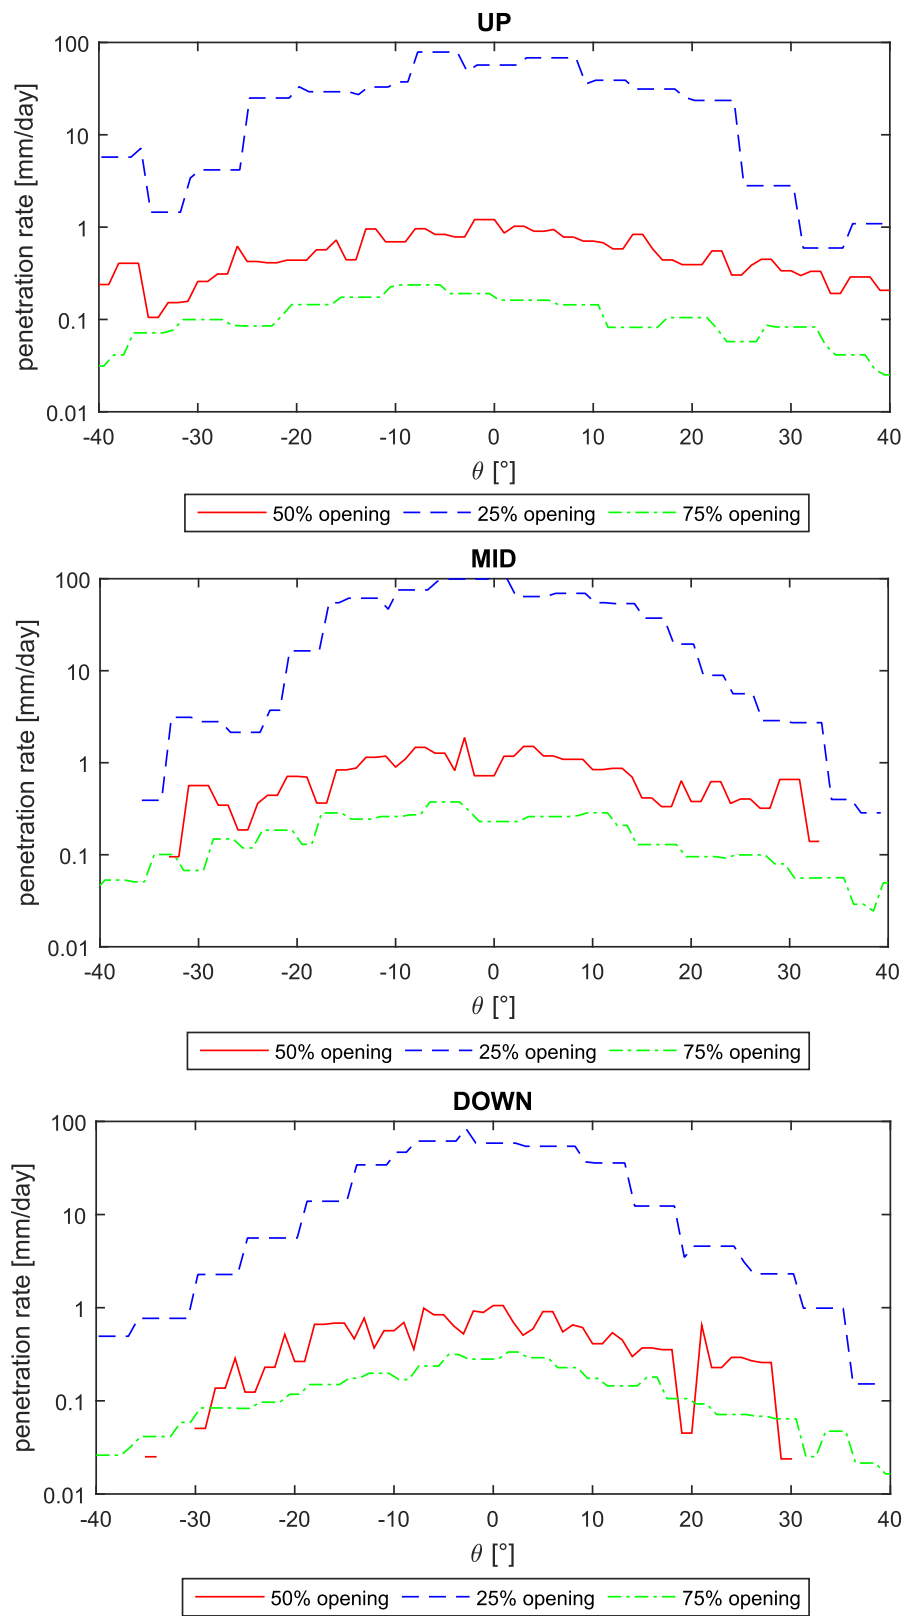 UP
100
10
1
0.1
0.01
penetration rate [mm/day]
-40 -30 -20 -10 0 10 20 30 40
θ [°]
50% opening 25% opening 75% opening
MID
100
10
1
0.1
0.01
penetration rate [mm/day]
-40 -30 -20 -10 0 10 20 30 40
θ [°]
50% opening 25% opening 75% opening
DOWN
100
10
1
0.1
0.01
penetration rate [mm/day]
-40 -30 -20 -10 0 10 20 30 40
θ [°]
50% opening 25% opening 75% opening